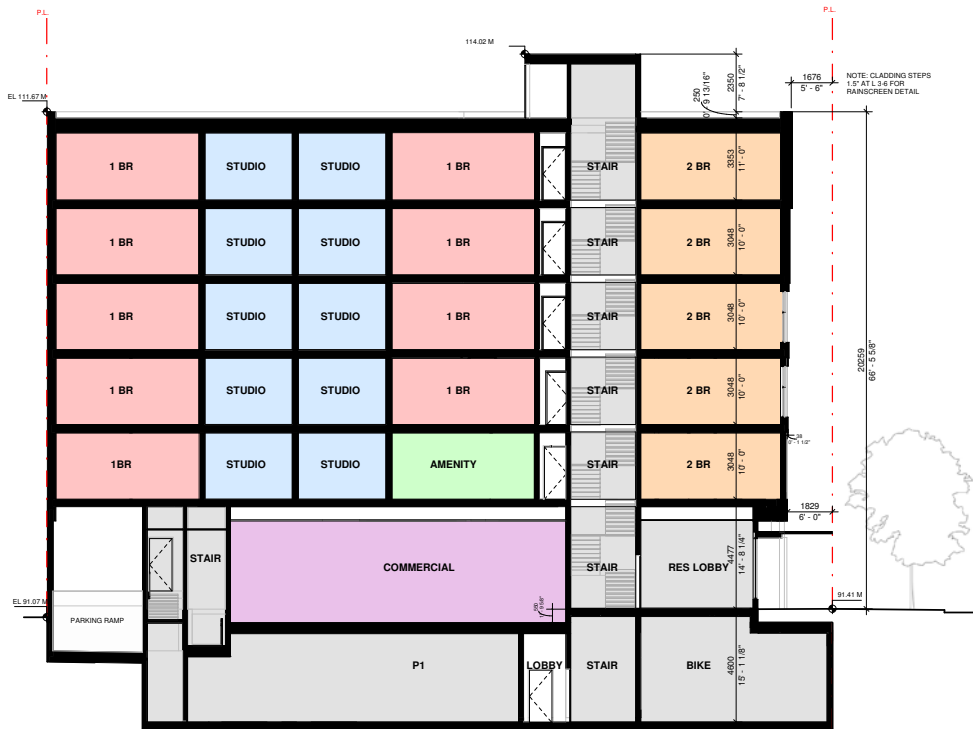 P.L.
P.L.
114.02 M
1676
5' - 6"
NOTE: CLADDING STEPS
1.5" AT L 3-6 FOR
RAINSCREEN DETAIL
2350
7' - 8 1/2"
250
0' - 9 13/16"
EL 111.67 M
1 BR
STUDIO
STUDIO
1 BR
STAIR
2 BR
3353
11' - 0"
1 BR
STUDIO
STUDIO
1 BR
STAIR
2 BR
3048
10' - 0"
1 BR
STUDIO
STUDIO
1 BR
STAIR
2 BR
3048
10' - 0"
20259
66' - 5 5/8"
1 BR
STUDIO
STUDIO
1 BR
STAIR
2 BR
3048
10' - 0"
38
0' - 1 1/2"
1BR
STUDIO
STUDIO
AMENITY
STAIR
2 BR
3048
10' - 0"
1829
6' - 0"
STAIR
COMMERCIAL
STAIR
RES LOBBY
4477
14' - 8 1/4"
EL 91.07 M
91.41 M
PARKING RAMP
P1
LOBBY
STAIR
BIKE
4600
15' - 1 1/8"